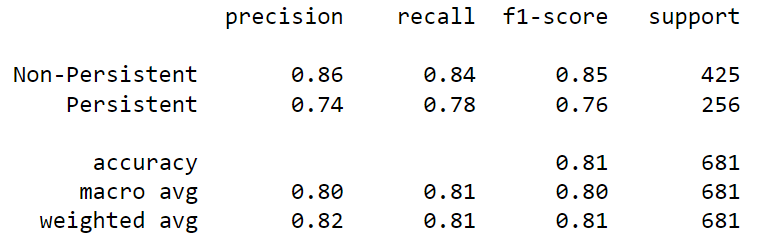 precision recall f1-score support
Non-Persistent 0.86 0.84 0.85 425
Persistent 0.74 0.78 0.76 256
accuracy 0.81 681
macro avg 0.80 0.81 0.80 681
weighted avg 0.82 0.81 0.81 681